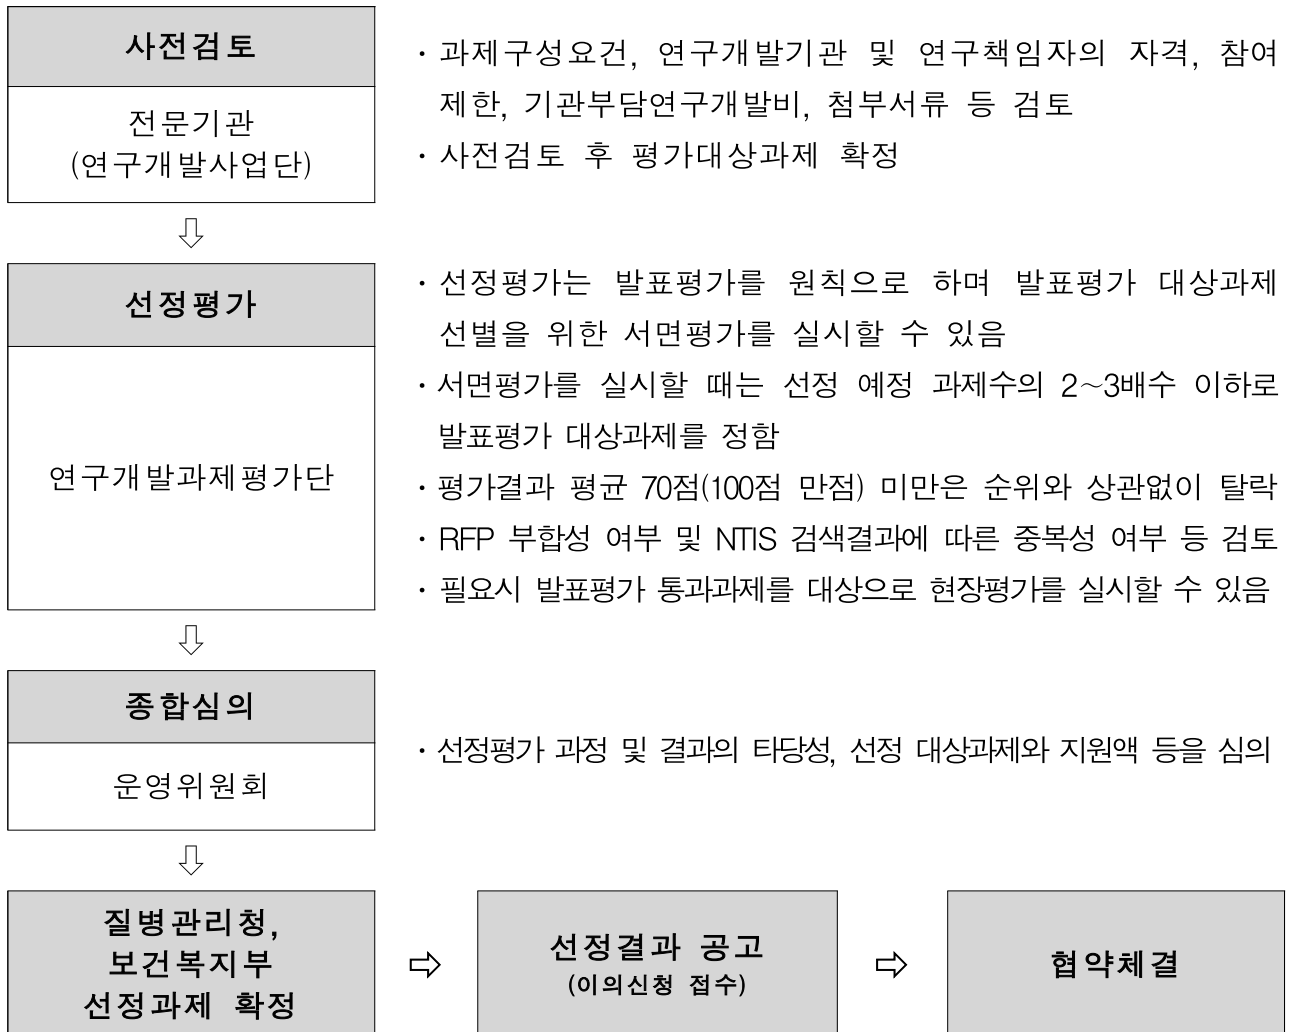 사전검토
전문기관
(연구개발사업단)
· 과제구성요건, 연구개발기관 및 연구책임자의 자격, 참여
제한, 기관부담연구개발비, 첨부서류 등 검토
· 사전검토 후 평가대상과제 확정
⇩
선정평가
연구개발과제평가단
· 선정평가는 발표평가를 원칙으로 하며 발표평가 대상과제
선별을 위한 서면평가를 실시할 수 있음
· 서면평가를 실시할 때는 선정 예정 과제수의 2~3배수 이하로
발표평가 대상과제를 정함
· 평가결과 평균 70점(100점 만점) 미만은 순위와 상관없이 탈락
· RFP 부합성 여부 및 NTIS 검색결과에 따른 중복성 여부 등 검토
· 필요시 발표평가 통과과제를 대상으로 현장평가를 실시할 수 있음
⇩
종합심의
운영위원회
· 선정평가 과정 및 결과의 타당성, 선정 대상과제와 지원액 등을 심의
⇩
질병관리청,
보건복지부
선정과제 확정
⇨
선정결과 공고
(이의신청 접수)
⇨
협약체결